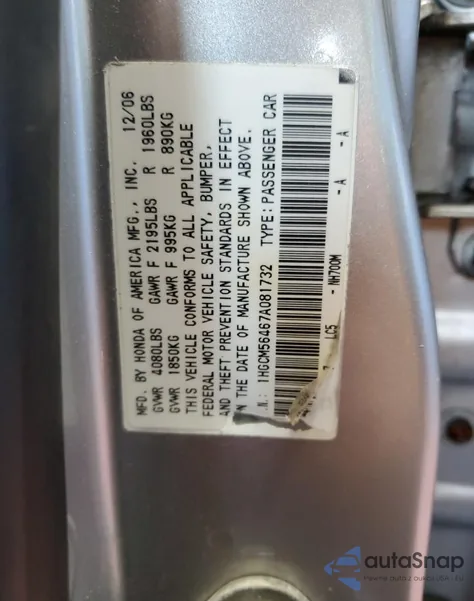 MFD. BY HONDA OF AMERICA MFG., INC. 12/06
GVWR 4080LBS GAWR F 2195LBS R 1960LBS
GVWR 1850KG GAWR F 995KG R 890KG
THIS VEHICLE CONFORMS TO ALL APPLICABLE
FEDERAL MOTOR VEHICLE SAFETY, BUMPER,
AND THEFT PREVENTION STANDARDS IN EFFECT
ON THE DATE OF MANUFACTURE SHOWN ABOVE.
.N.: 1HGCM56467A081732 TYPE: PASSENGER CAR
LC5 - NH700M - A - A
autoSnap